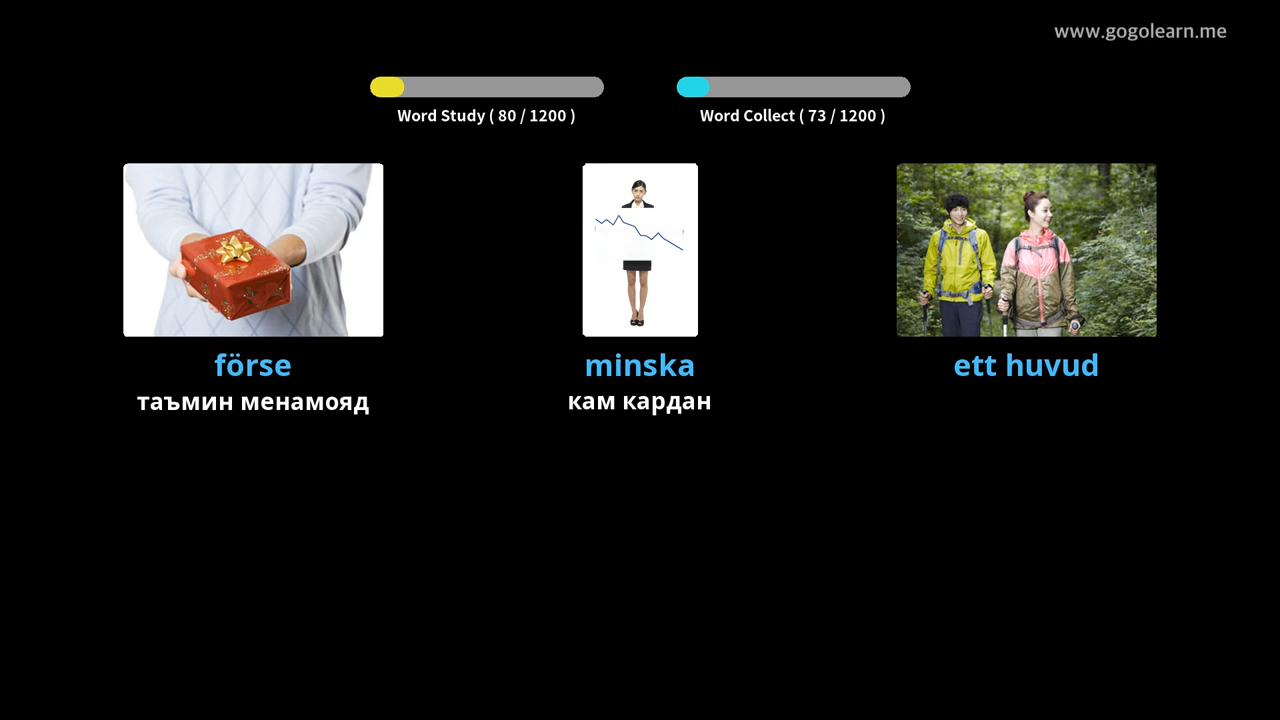 www.gogolearn.me
Word Study ( 80 / 1200 )
Word Collect ( 73 / 1200 )
förse
minska
ett huvud
таъмин менамояд
кам кардан